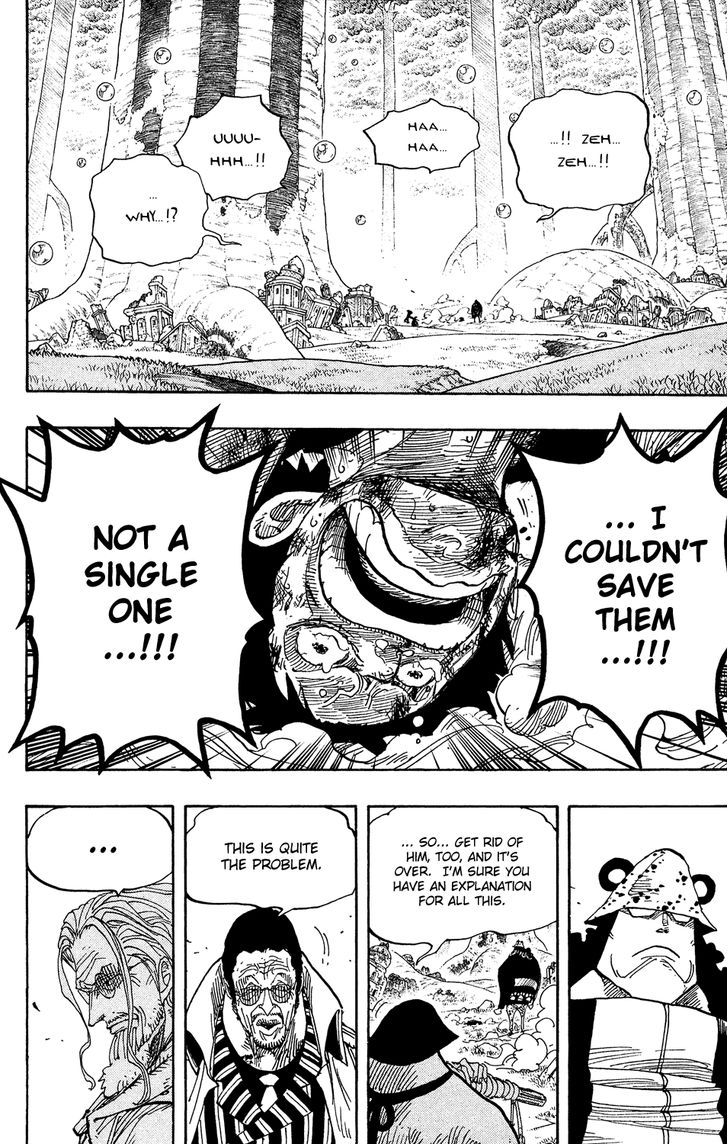 ...!! ZEH...
ZEH...!!
HAA...
HAA...
UUUU-
HHH...!!
...
WHY...!?
... I
COULDN'T
SAVE
THEM
...!!!
NOT A
SINGLE
ONE
...!!!
... SO... GET RID OF
HIM, TOO, AND IT'S
OVER. I'M SURE YOU
HAVE AN EXPLANATION
FOR ALL THIS.
THIS IS QUITE
THE PROBLEM.
...